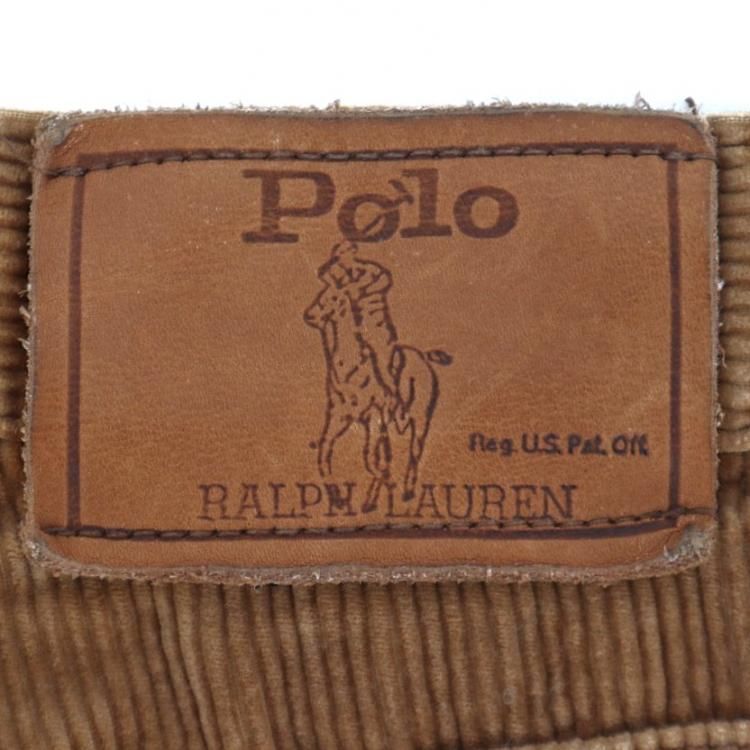 Polo
Reg. U.S. Pat. Off.
RALPH LAUREN